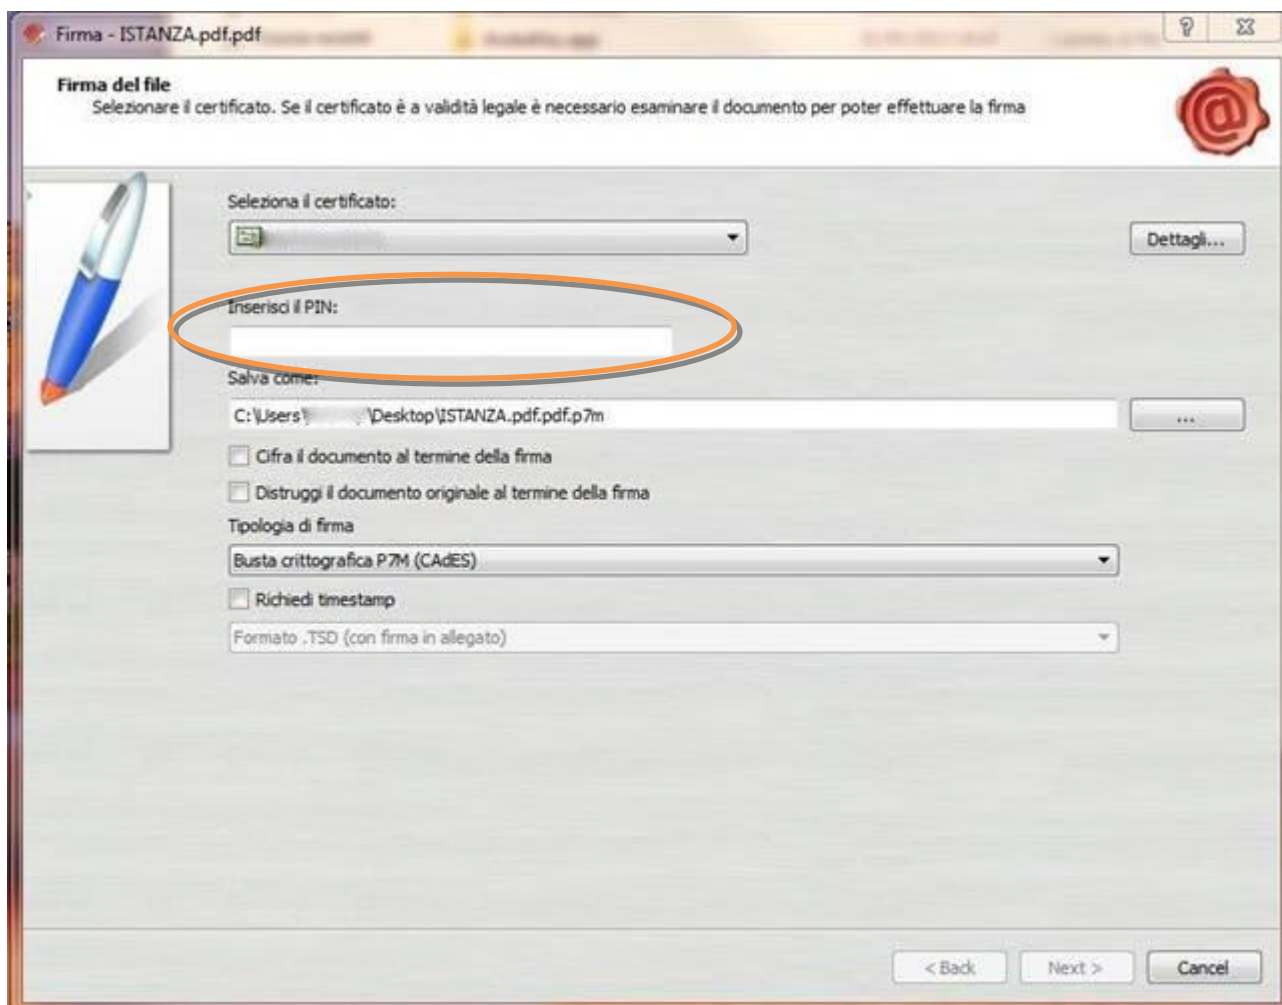 Firma - ISTANZA.pdf.pdf
Firma del file
Selezionare il certificato. Se il certificato è a validità legale è necessario esaminare il documento per poter effettuare la firma
Seleziona il certificato:
Dettagli...
Inserisci il PIN:
Salva come:
C:\Users\ \Desktop\ISTANZA.pdf.pdf.p7m
...
Cifra il documento al termine della firma
Distruggi il documento originale al termine della firma
Tipologia di firma
Busta crittografica P7M (CAdES)
Richiedi timestamp
Formato .TSD (con firma in allegato)
< Back
Next >
Cancel